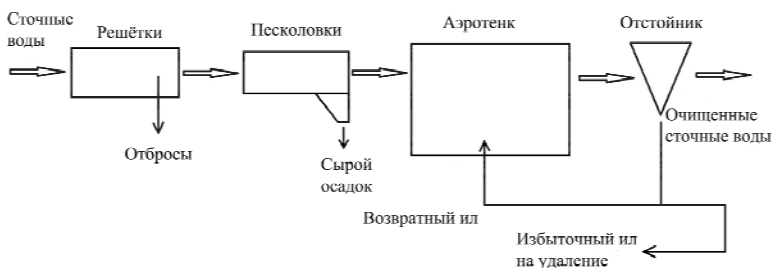 Сточные
воды
Решётки
Песколовки
Аэротенк
Отстойник
Отбросы
Сырой
осадок
Очищенные
сточные воды
Возвратный ил
Избыточный ил
на удаление